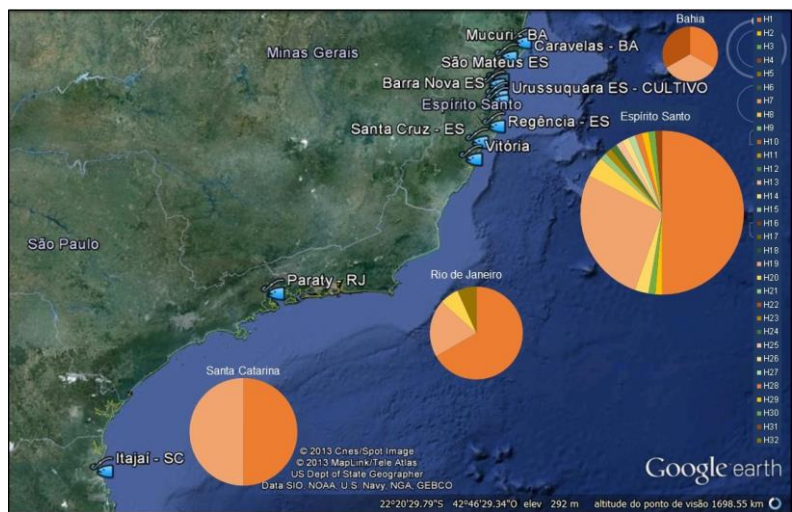 Mucuri - BA
Caravelas - BA
Minas Gerais
São Mateus ES
Barra Nova ES
Urussuquara ES - CULTIVO
Espírito Santo
Regência - ES
Santa Cruz - ES
Vitória
São Paulo
Paraty - RJ
Itajaí - SC
Bahia
Espírito Santo
Rio de Janeiro
Santa Catarina
H1
H2
H3
H4
H5
H6
H7
H8
H9
H10
H11
H12
H13
H14
H15
H16
H17
H18
H19
H20
H21
H22
H23
H24
H25
H26
H27
H28
H29
H30
H31
H32
© 2013 Cnes/Spot Image
© 2013 MapLink/Tele Atlas
US Dept of State Geographer
Data SIO, NOAA, U.S. Navy, NGA, GEBCO
Google earth
22°20'29.79"S 42°46'29.34"O elev 292 m altitude do ponto de visão 1698.55 km